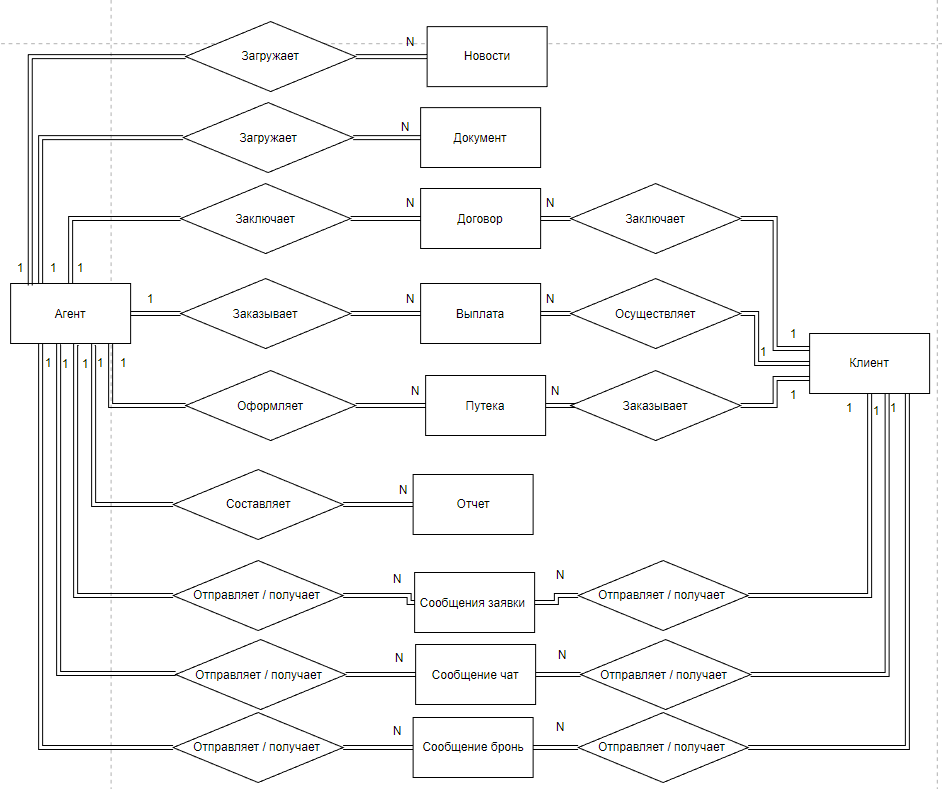 Загружает
N
Новости
Загружает
N
Документ
Заключает
N
Договор
N
Заключает
1
1
1
Агент
1
Заказывает
N
Выплата
N
Осуществляет
1
1
Клиент
1
1
1
1
1
1
Оформляет
N
Путека
N
Заказывает
1
1
1
1
Составляет
N
Отчет
Отправляет / получает
N
Сообщения заявки
N
Отправляет / получает
Отправляет / получает
N
Сообщение чат
N
Отправляет / получает
Отправляет / получает
N
Сообщение бронь
N
Отправляет / получает